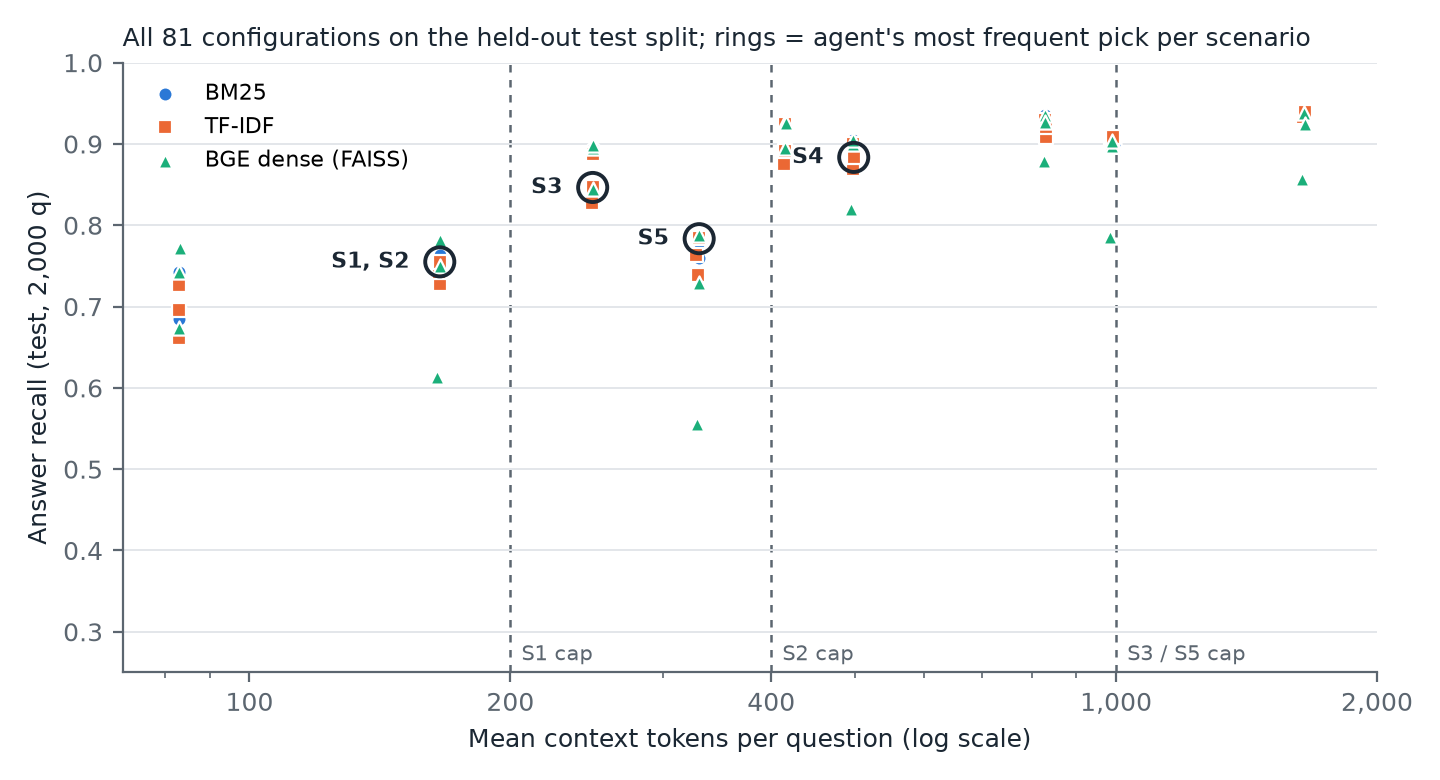 All 81 configurations on the held-out test split; rings = agent's most frequent pick per scenario
1.0
0.9
0.8
0.7
0.6
0.5
0.4
0.3
Answer recall (test, 2,000 q)
BM25
TF-IDF
BGE dense (FAISS)
S1, S2
S3
S5
S4
S1 cap
S2 cap
S3 / S5 cap
100
200
400
1,000
2,000
Mean context tokens per question (log scale)